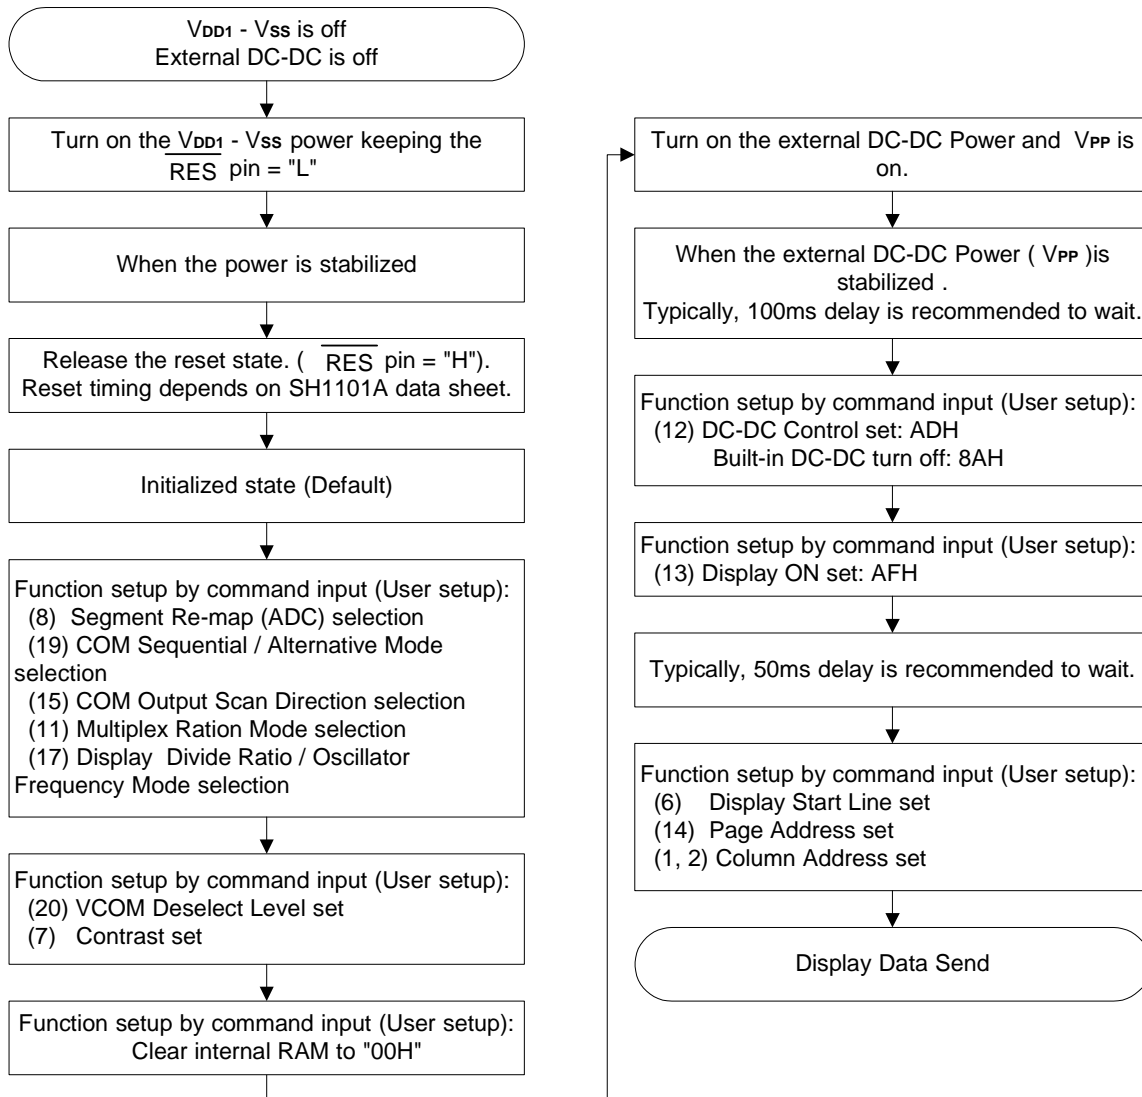 VDD1 - VSS is off
External DC-DC is off
Turn on the VDD1 - VSS power keeping the
RES pin = "L"
When the power is stabilized
Release the reset state. ( RES pin = "H").
Reset timing depends on SH1101A data sheet.
Initialized state (Default)
Function setup by command input (User setup):
(8) Segment Re-map (ADC) selection
(19) COM Sequential / Alternative Mode
selection
(15) COM Output Scan Direction selection
(11) Multiplex Ration Mode selection
(17) Display Divide Ratio / Oscillator
Frequency Mode selection
Function setup by command input (User setup):
(20) VCOM Deselect Level set
(7) Contrast set
Function setup by command input (User setup):
Clear internal RAM to "00H"
Turn on the external DC-DC Power and VPP is
on.
When the external DC-DC Power ( VPP )is
stabilized .
Typically, 100ms delay is recommended to wait.
Function setup by command input (User setup):
(12) DC-DC Control set: ADH
Built-in DC-DC turn off: 8AH
Function setup by command input (User setup):
(13) Display ON set: AFH
Typically, 50ms delay is recommended to wait.
Function setup by command input (User setup):
(6) Display Start Line set
(14) Page Address set
(1, 2) Column Address set
Display Data Send